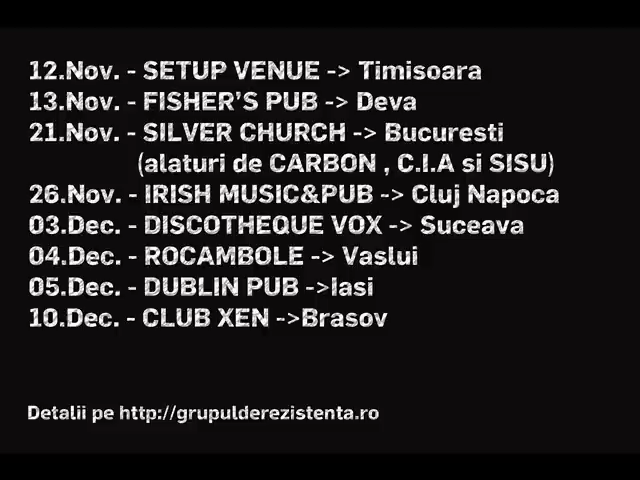 12.Nov. - SETUP VENUE -> Timisoara
13.Nov. - FISHER'S PUB -> Deva
21.Nov. - SILVER CHURCH -> Bucuresti
(alaturi de CARBON , C.I.A si SISU)
26.Nov. - IRISH MUSIC&PUB -> Cluj Napoca
03.Dec. - DISCOTHEQUE VOX -> Suceava
04.Dec. - ROCAMBOLE -> Vaslui
05.Dec. - DUBLIN PUB ->Iasi
10.Dec. - CLUB XEN ->Brasov
Detalii pe http://grupulderezistenta.ro